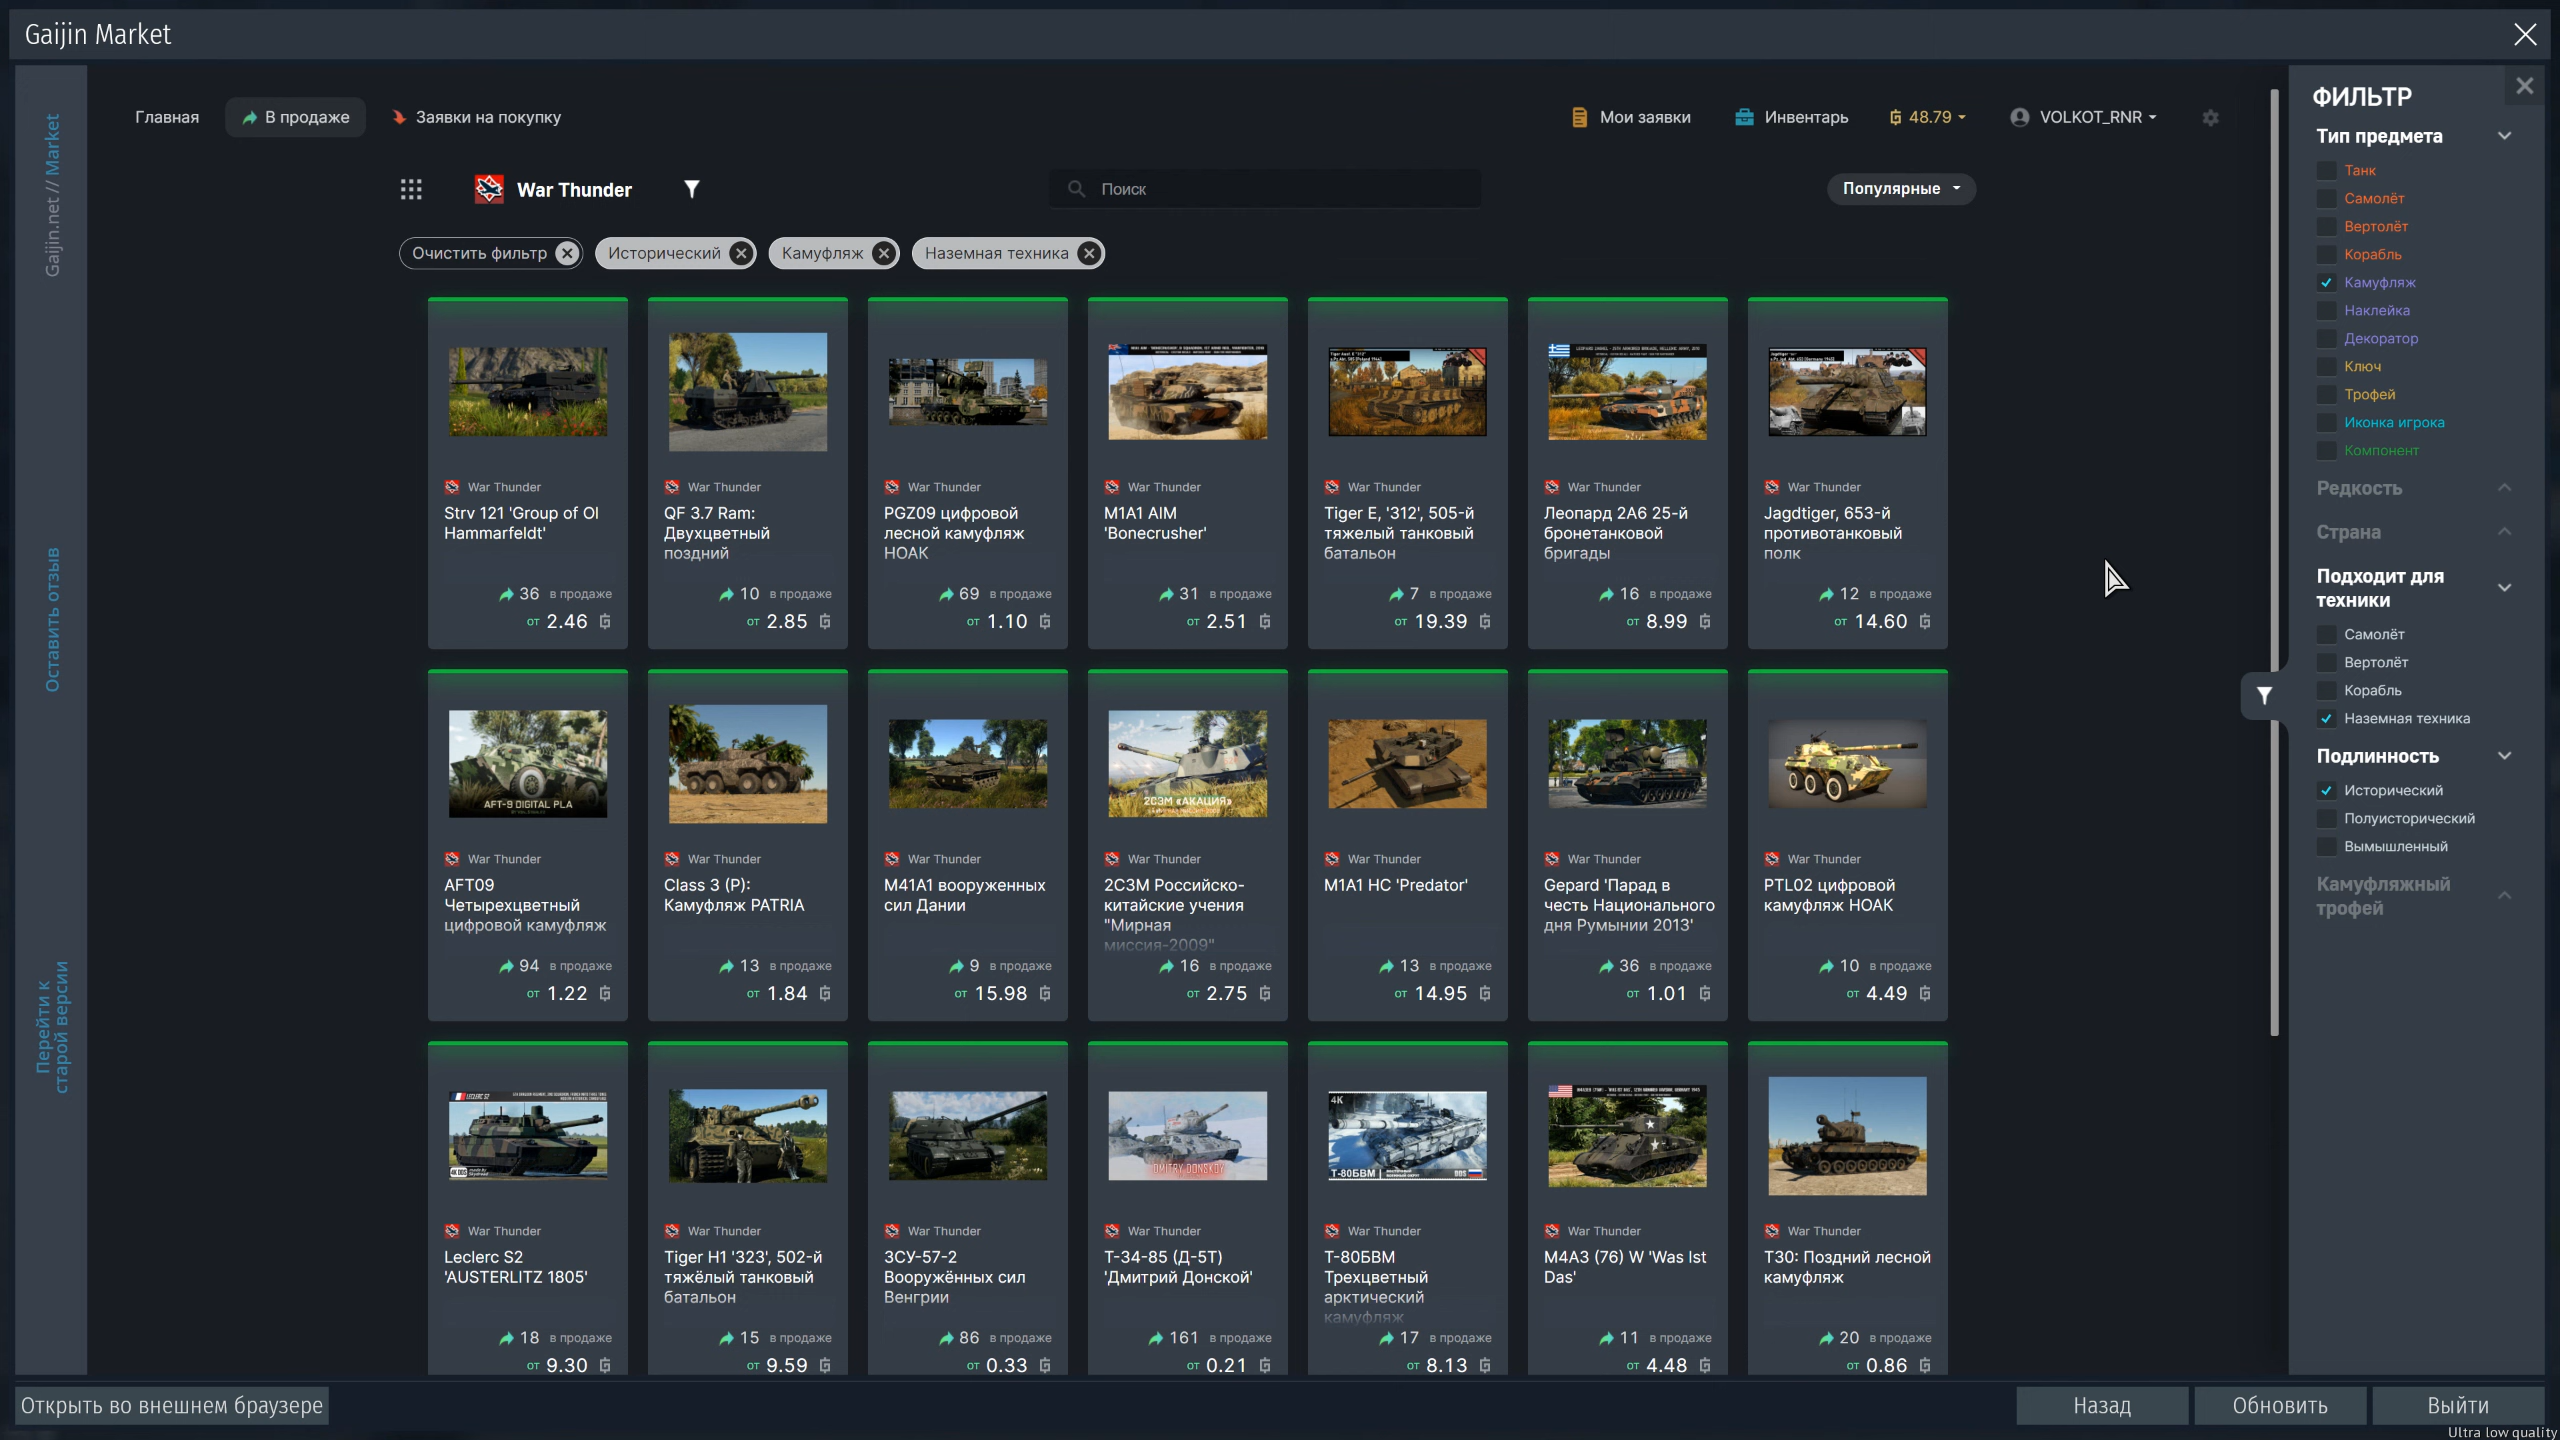 Gaijin Market
Gaijin.net // Market
Оставить отзыв
Перейти к
старой версии
Главная
В продаже
Заявки на покупку
Мои заявки
Инвентарь
48.79
VOLKOT_RNR
War Thunder
Поиск
Популярные
Очистить фильтр
Исторический
Камуфляж
Наземная техника
War Thunder
Strv 121 'Group of Ol
Hammarfeldt'
36 в продаже
от 2.46
War Thunder
QF 3.7 Ram:
Двухцветный
поздний
10 в продаже
от 2.85
War Thunder
PGZ09 цифровой
лесной камуфляж
НОАК
69 в продаже
от 1.10
War Thunder
M1A1 AIM
'Bonecrusher'
31 в продаже
от 2.51
War Thunder
Tiger E, '312', 505-й
тяжелый танковый
батальон
7 в продаже
от 19.39
War Thunder
Леопард 2А6 25-й
бронетанковой
бригады
16 в продаже
от 8.99
War Thunder
Jagdtiger, 653-й
противотанковый
полк
12 в продаже
от 14.60
AFT-9 DIGITAL PLA
War Thunder
AFT09
Четырехцветный
цифровой камуфляж
94 в продаже
от 1.22
War Thunder
Class 3 (P):
Камуфляж PATRIA
13 в продаже
от 1.84
War Thunder
M41A1 вооруженных
сил Дании
9 в продаже
от 15.98
2С3М «АКАЦИЯ»
War Thunder
2С3М Российско-
китайские учения
"Мирная
миссия-2009"
16 в продаже
от 2.75
War Thunder
M1A1 HC 'Predator'
13 в продаже
от 14.95
War Thunder
Gepard 'Парад в
честь Национального
дня Румынии 2013'
36 в продаже
от 1.01
War Thunder
PTL02 цифровой
камуфляж НОАК
10 в продаже
от 4.49
LECLERC S2
War Thunder
Leclerc S2
'AUSTERLITZ 1805'
18 в продаже
от 9.30
War Thunder
Tiger H1 '323', 502-й
тяжёлый танковый
батальон
15 в продаже
от 9.59
War Thunder
ЗСУ-57-2
Вооружённых сил
Венгрии
86 в продаже
от 0.33
DMITRY DONSKOY
War Thunder
Т-34-85 (Д-5Т)
'Дмитрий Донской'
161 в продаже
от 0.21
4K
Т-80БВМ
DDS
War Thunder
Т-80БВМ
Трехцветный
арктический
камуфляж
17 в продаже
от 8.13
War Thunder
M4A3 (76) W 'Was Ist
Das'
11 в продаже
от 4.48
War Thunder
T30: Поздний лесной
камуфляж
20 в продаже
от 0.86
ФИЛЬТР
Тип предмета
Танк
Самолёт
Вертолёт
Корабль
Камуфляж
Наклейка
Декоратор
Ключ
Трофей
Иконка игрока
Компонент
Редкость
Страна
Подходит для
техники
Самолёт
Вертолёт
Корабль
Наземная техника
Подлинность
Исторический
Полуисторический
Вымышленный
Камуфляжный
трофей
Открыть во внешнем браузере
Назад
Обновить
Выйти
Ultra low quality